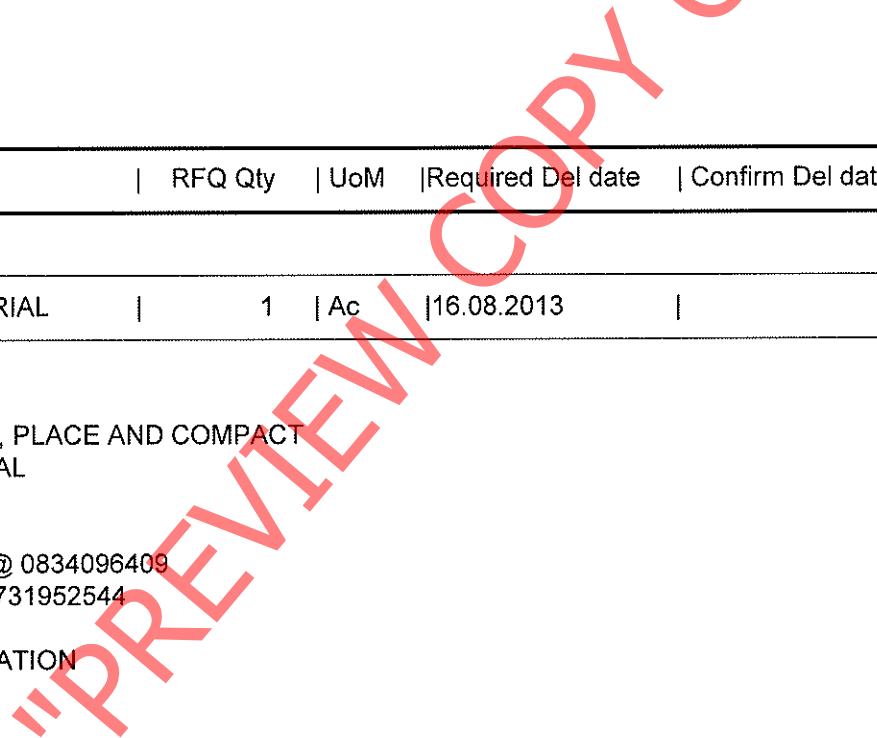 | RFQ Qty | UoM |Required Del date | Confirm Del dat
RIAL | 1 | Ac |16.08.2013 |
, PLACE AND COMPACT
AL
@ 0834096409
731952544
ATION
"PREVIEW COPY